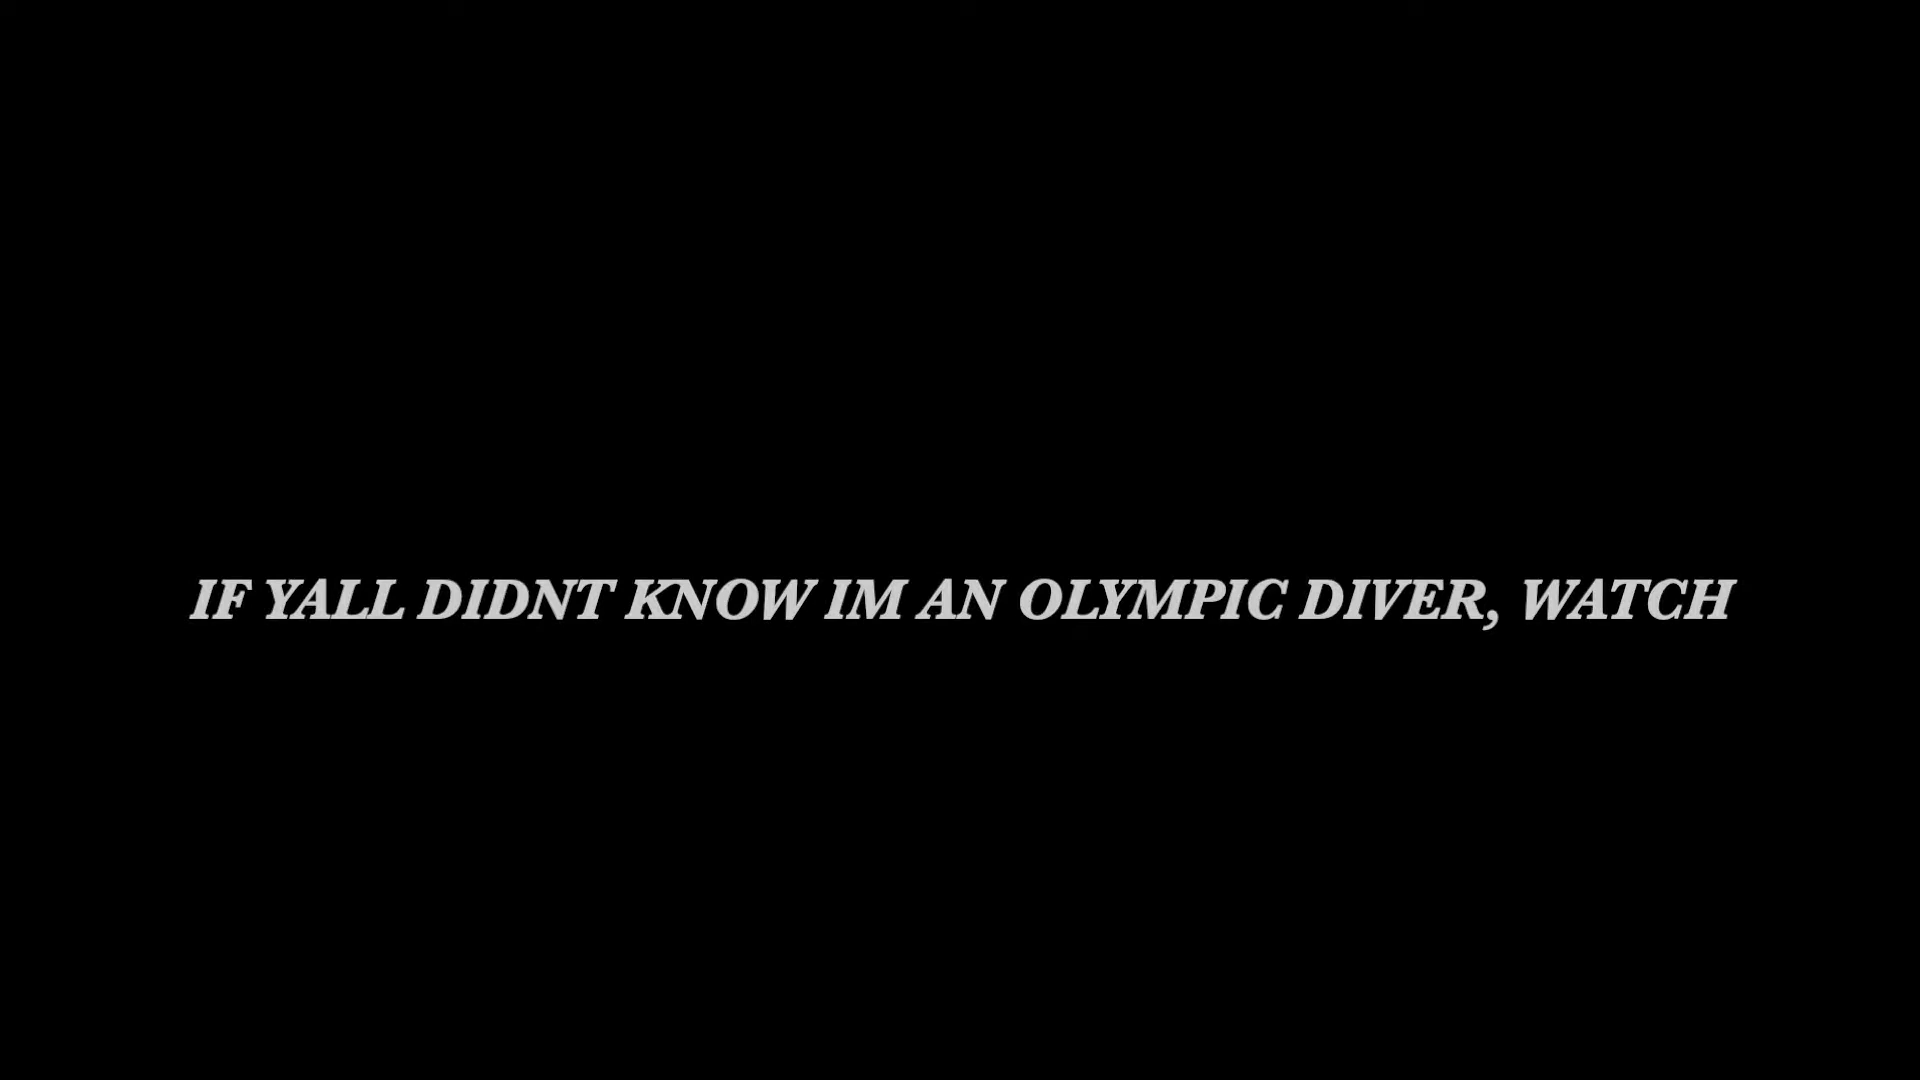 IF YALL DIDNT KNOW IM AN OLYMPIC DIVER, WATCH